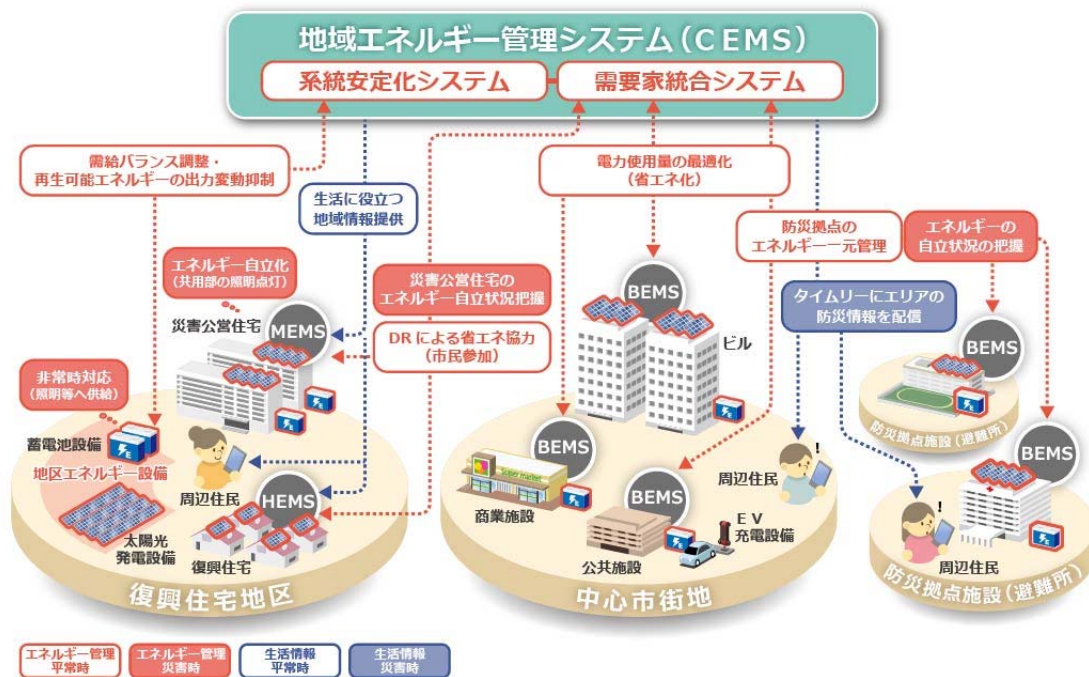 地域エネルギー管理システム（CEMS）
系統安定化システム
需要家統合システム
需給バランス調整・
再生可能エネルギーの出力変動抑制
生活に役立つ
地域情報提供
電力使用量の最適化
（省エネ化）
防災拠点の
エネルギー一元管理
エネルギーの
自立状況の把握
エネルギー自立化
（共用部の照明点灯）
災害公営住宅の
エネルギー自立状況把握
タイムリーにエリアの
防災情報を配信
災害公営住宅
MEMS
DRによる省エネ協力
（市民参加）
BEMS
ビル
BEMS
防災拠点施設（避難所）
非常時対応
（照明等へ供給）
蓄電池設備
地区エネルギー設備
太陽光
発電設備
周辺住民
HEMS
復興住宅
復興住宅地区
BEMS
super market
商業施設
BEMS
公共施設
EV
充電設備
周辺住民
!
中心市街地
BEMS
!
周辺住民
防災拠点施設（避難所）
エネルギー管理
平常時
エネルギー管理
災害時
生活情報
平常時
生活情報
災害時